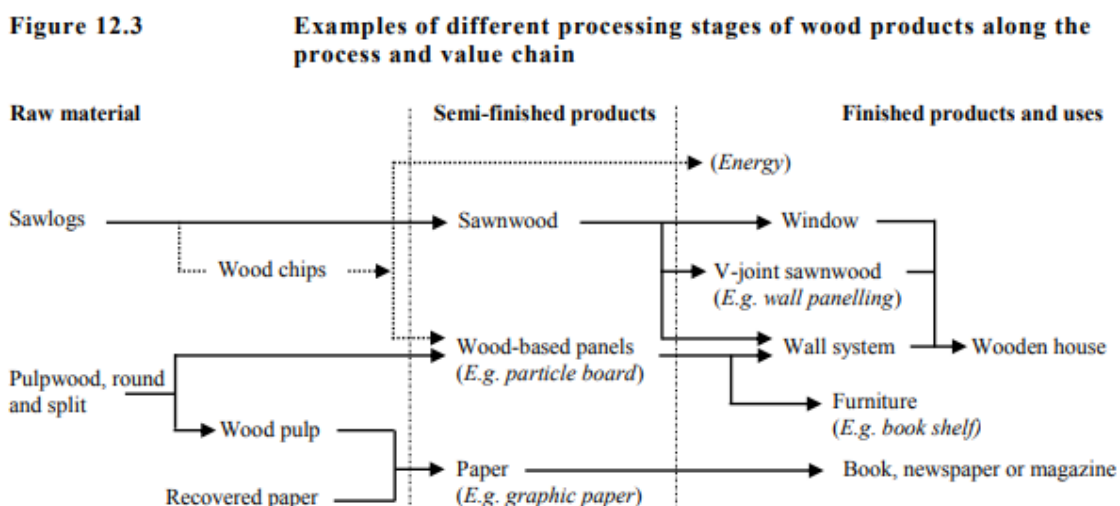 Figure 12.3 Examples of different processing stages of wood products along the
process and value chain
Raw material Semi-finished products Finished products and uses
(Energy)
Sawlogs Sawnwood Window
Wood chips V-joint sawnwood
(E.g. wall panelling)
Wood-based panels Wall system Wooden house
(E.g. particle board)
Pulpwood, round
and split
Furniture
(E.g. book shelf)
Wood pulp
Paper Book, newspaper or magazine
(E.g. graphic paper)
Recovered paper